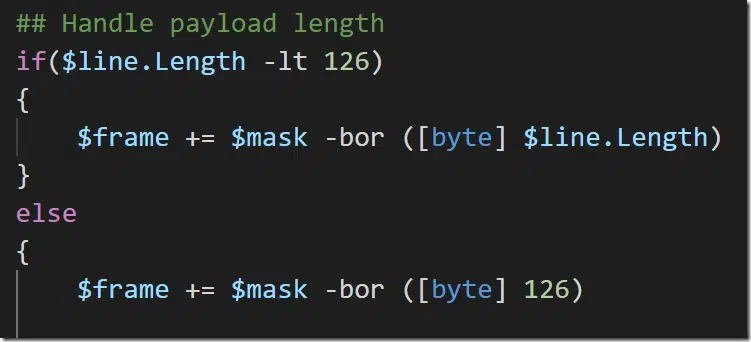 ## Handle payload length
if($line.Length -lt 126)
{
    $frame += $mask -bor ([byte] $line.Length)
}
else
{
    $frame += $mask -bor ([byte] 126)